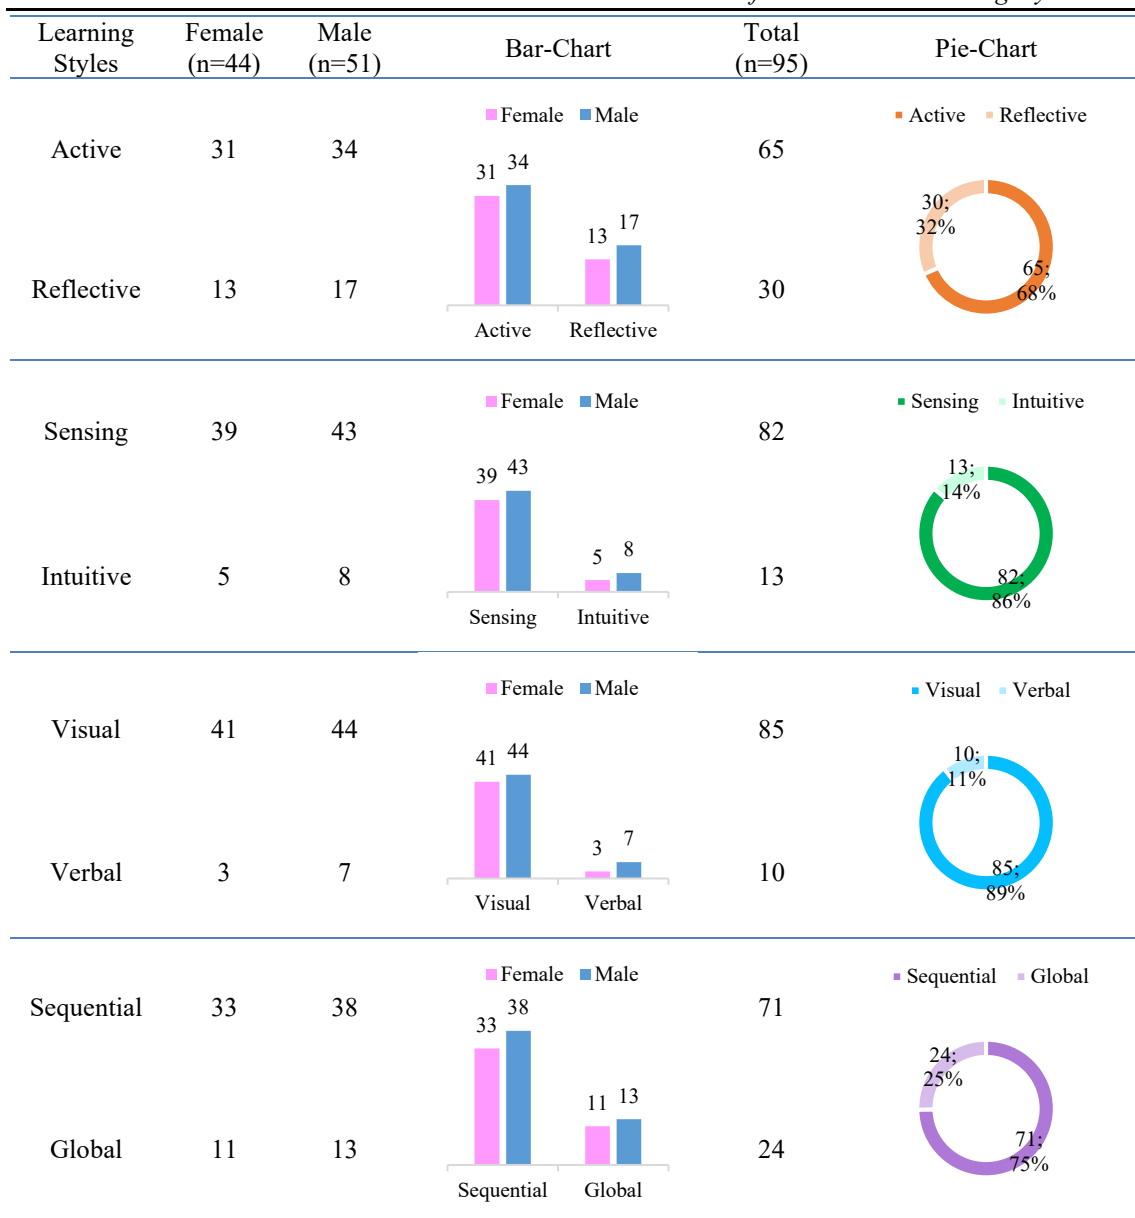 Learning Styles Female (n=44) Male (n=51) Bar-Chart Total (n=95) Pie-Chart
Active 31 34 65
Reflective 13 17 30
Female Male
31 34 13 17
Active Reflective
Active Reflective
30; 32%
65; 68%
Sensing 39 43 82
Intuitive 5 8 13
Female Male
39 43 5 8
Sensing Intuitive
Sensing Intuitive
13; 14%
82; 86%
Visual 41 44 85
Verbal 3 7 10
Female Male
41 44 3 7
Visual Verbal
Visual Verbal
10; 11%
85; 89%
Sequential 33 38 71
Global 11 13 24
Female Male
33 38 11 13
Sequential Global
Sequential Global
24; 25%
71; 75%